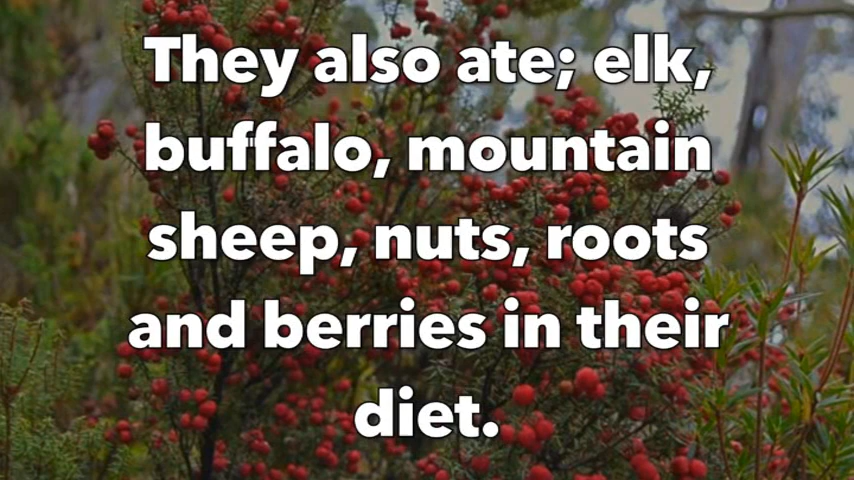 They also ate; elk,
buffalo, mountain
sheep, nuts, roots
and berries in their
diet.